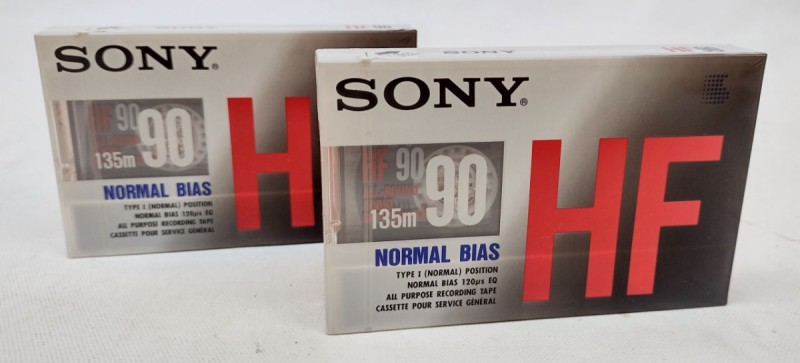 SONY®
HF 90
90
135m
H
NORMAL BIAS
TYPE I (NORMAL) POSITION
NORMAL BIAS 120µs EQ
ALL PURPOSE RECORDING TAPE
CASSETTE POUR SERVICE GÉNÉRAL
HF 90
SONY®
HF 90
90
135m
HF
NORMAL BIAS
TYPE I (NORMAL) POSITION
NORMAL BIAS 120µs EQ
ALL PURPOSE RECORDING TAPE
CASSETTE POUR SERVICE GÉNÉRAL